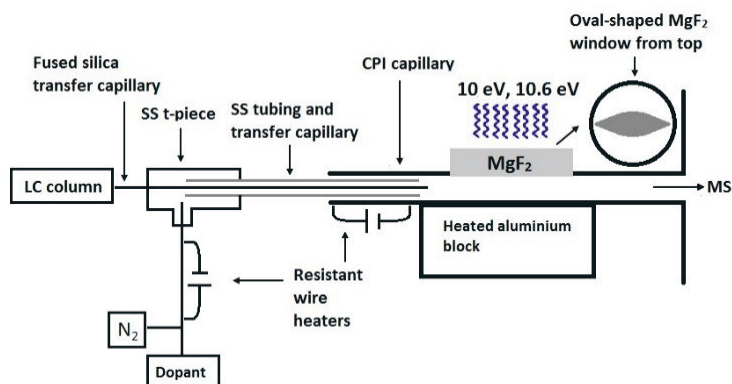 Oval-shaped MgF₂
window from top
Fused silica
transfer capillary
CPI capillary
10 eV, 10.6 eV
SS t-piece
SS tubing and
transfer capillary
MgF₂
LC column
MS
Heated aluminium
block
Resistant
wire
heaters
N₂
Dopant